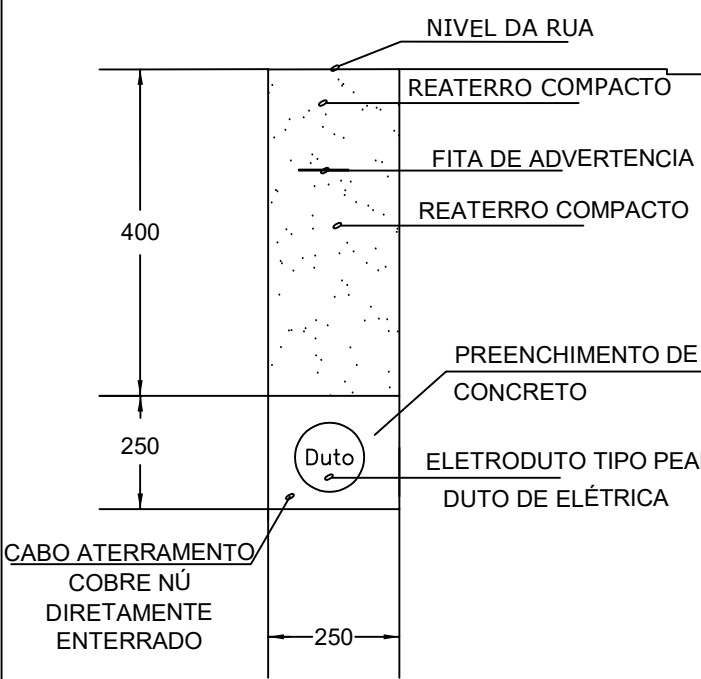 NIVEL DA RUA
REATERRO COMPACTO
FITA DE ADVERTENCIA
REATERRO COMPACTO
400
PREENCHIMENTO DE
CONCRETO
250
Duto
ELETRODUTO TIPO PEAD
DUTO DE ELÉTRICA
CABO ATERRAMENTO
COBRE NÚ
DIRETAMENTE
ENTERRADO
250